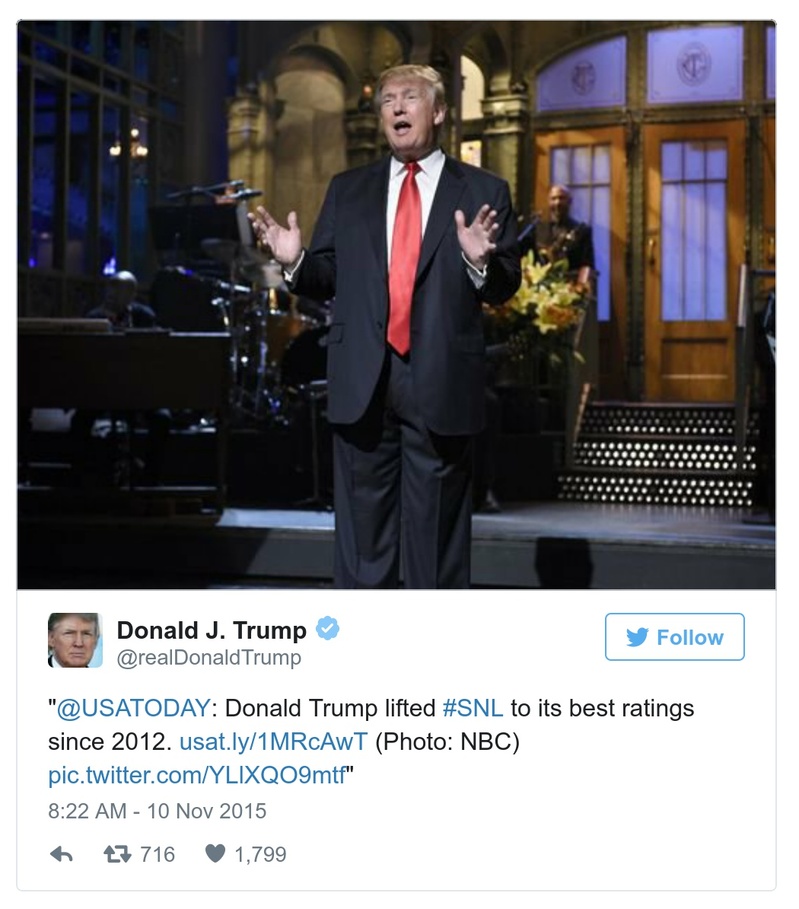 Donald J. Trump
Follow
@realDonaldTrump
"@USATODAY: Donald Trump lifted #SNL to its best ratings
since 2012. usat.ly/1MRcAwT (Photo: NBC)
pic.twitter.com/YLlXQO9mtf"
8:22 AM - 10 Nov 2015
716 1,799